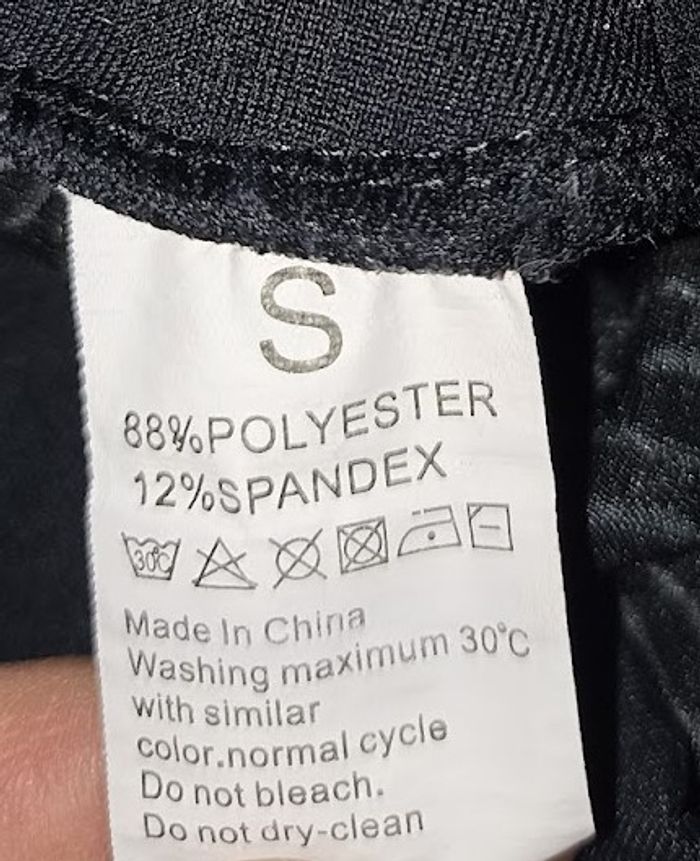 S
88%POLYESTER
12%SPANDEX
30℃
Made In China
Washing maximum 30℃
with similar
color.normal cycle
Do not bleach.
Do not dry-clean